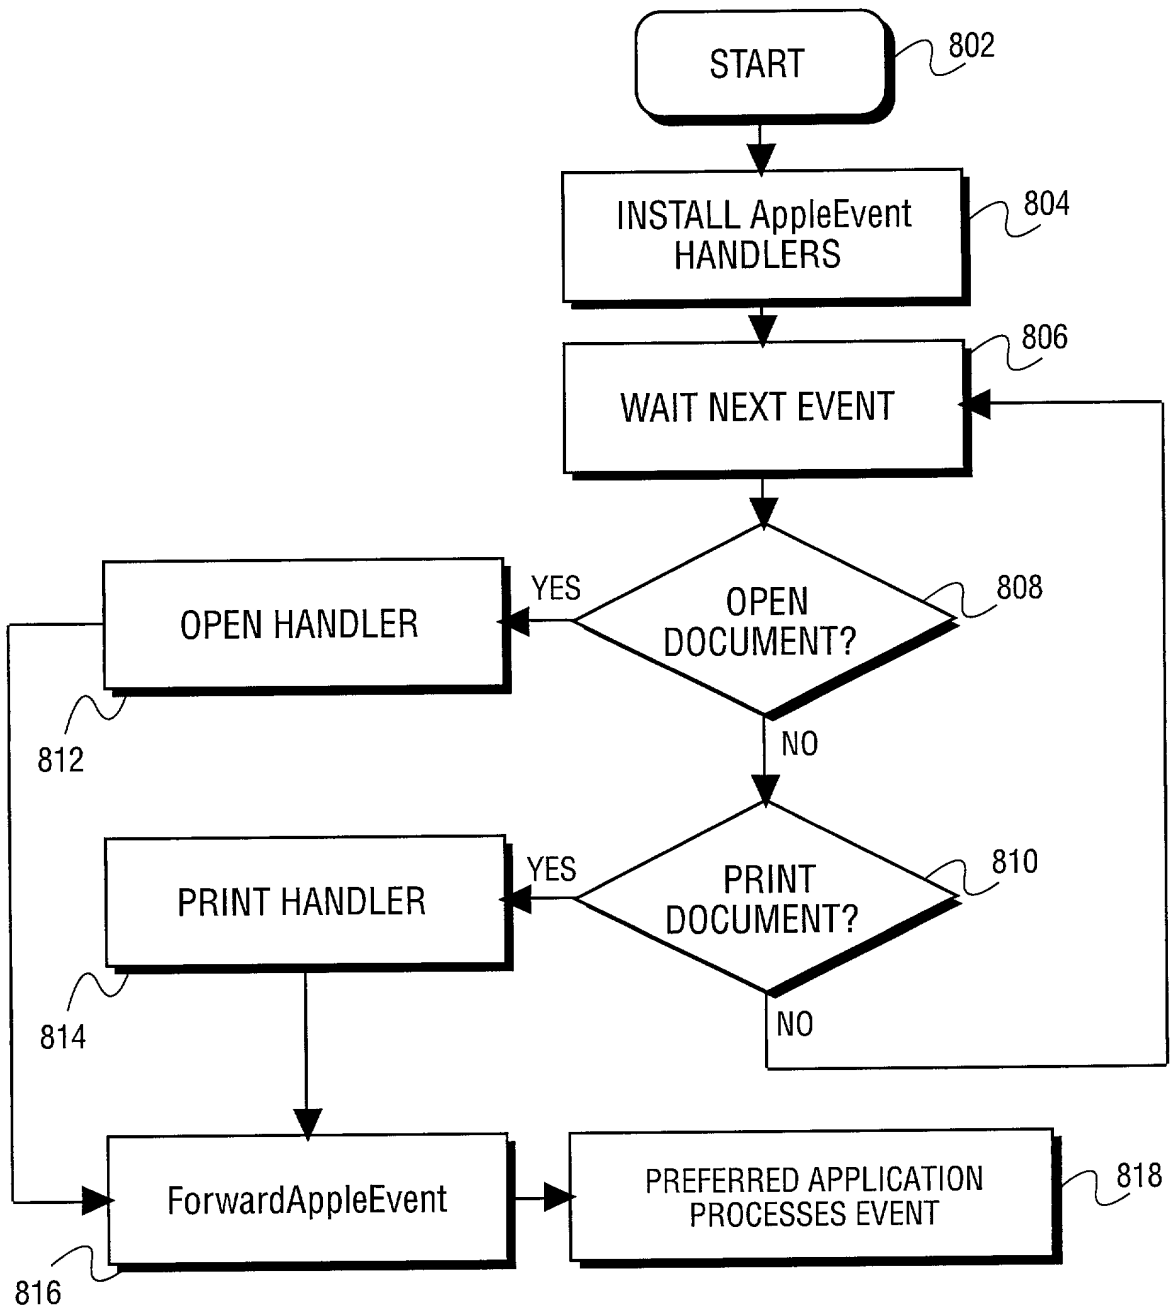 START
802
INSTALL AppleEvent
HANDLERS
804
806
WAIT NEXT EVENT
OPEN
DOCUMENT?
808
YES
OPEN HANDLER
812
NO
PRINT
DOCUMENT?
810
YES
PRINT HANDLER
814
NO
ForwardAppleEvent
816
PREFERRED APPLICATION
PROCESSES EVENT
818